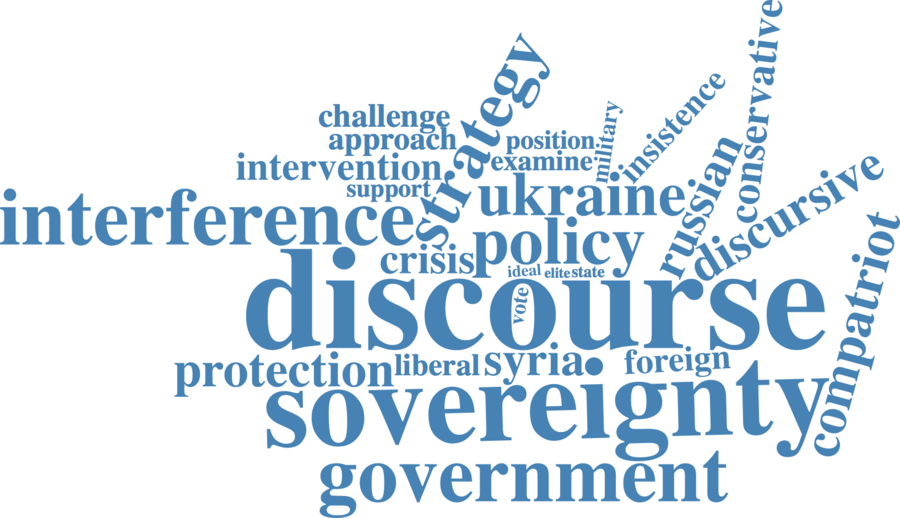 conservative
strategy
insistence
military
challenge
approach
position
russian
intervention
examine
discursive
support
ukraine
interference
policy
compatriot
crisis
ideal
elite
state
discourse
vote
protection
liberal
syria
foreign
sovereignty
government